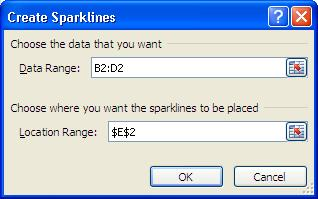 Create Sparklines
Choose the data that you want
Data Range: B2:D2
Choose where you want the sparklines to be placed
Location Range: $E$2
OK Cancel